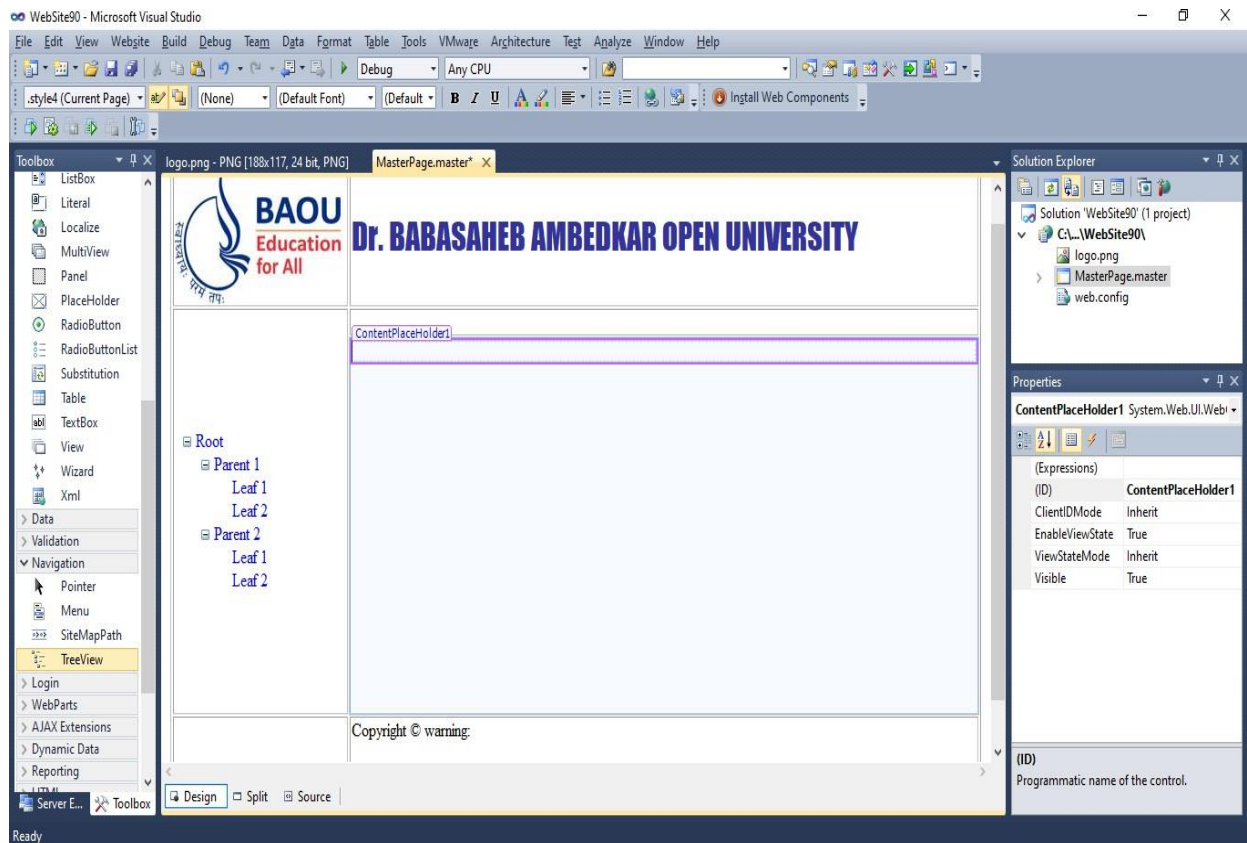 WebSite90 - Microsoft Visual Studio
File Edit View Website Build Debug Team Data Format Table Tools VMware Architecture Test Analyze Window Help
Debug Any CPU
.style4 (Current Page) (None) (Default Font) (Default B I U A Install Web Components
Toolbox
ListBox
Literal
Localize
MultiView
Panel
PlaceHolder
RadioButton
RadioButtonList
Substitution
Table
TextBox
View
Wizard
Xml
Data
Validation
Navigation
Pointer
Menu
SiteMapPath
TreeView
Login
WebParts
AJAX Extensions
Dynamic Data
Reporting
Server E... Toolbox
logo.png - PNG [188x117, 24 bit, PNG] MasterPage.master* X
BAOU
Education
for All
Dr. BABASAHEB AMBEDKAR OPEN UNIVERSITY
ContentPlaceHolder1
Root
Parent 1
Leaf 1
Leaf 2
Parent 2
Leaf 1
Leaf 2
Copyright © warning:
Design Split Source
Solution Explorer
Solution 'WebSite90' (1 project)
C:\...\WebSite90\
logo.png
MasterPage.master
web.config
Properties
ContentPlaceHolder1 System.Web.UI.Web
(Expressions)
(ID) ContentPlaceHolder1
ClientIDMode Inherit
EnableViewState True
ViewStateMode Inherit
Visible True
(ID)
Programmatic name of the control.
Ready